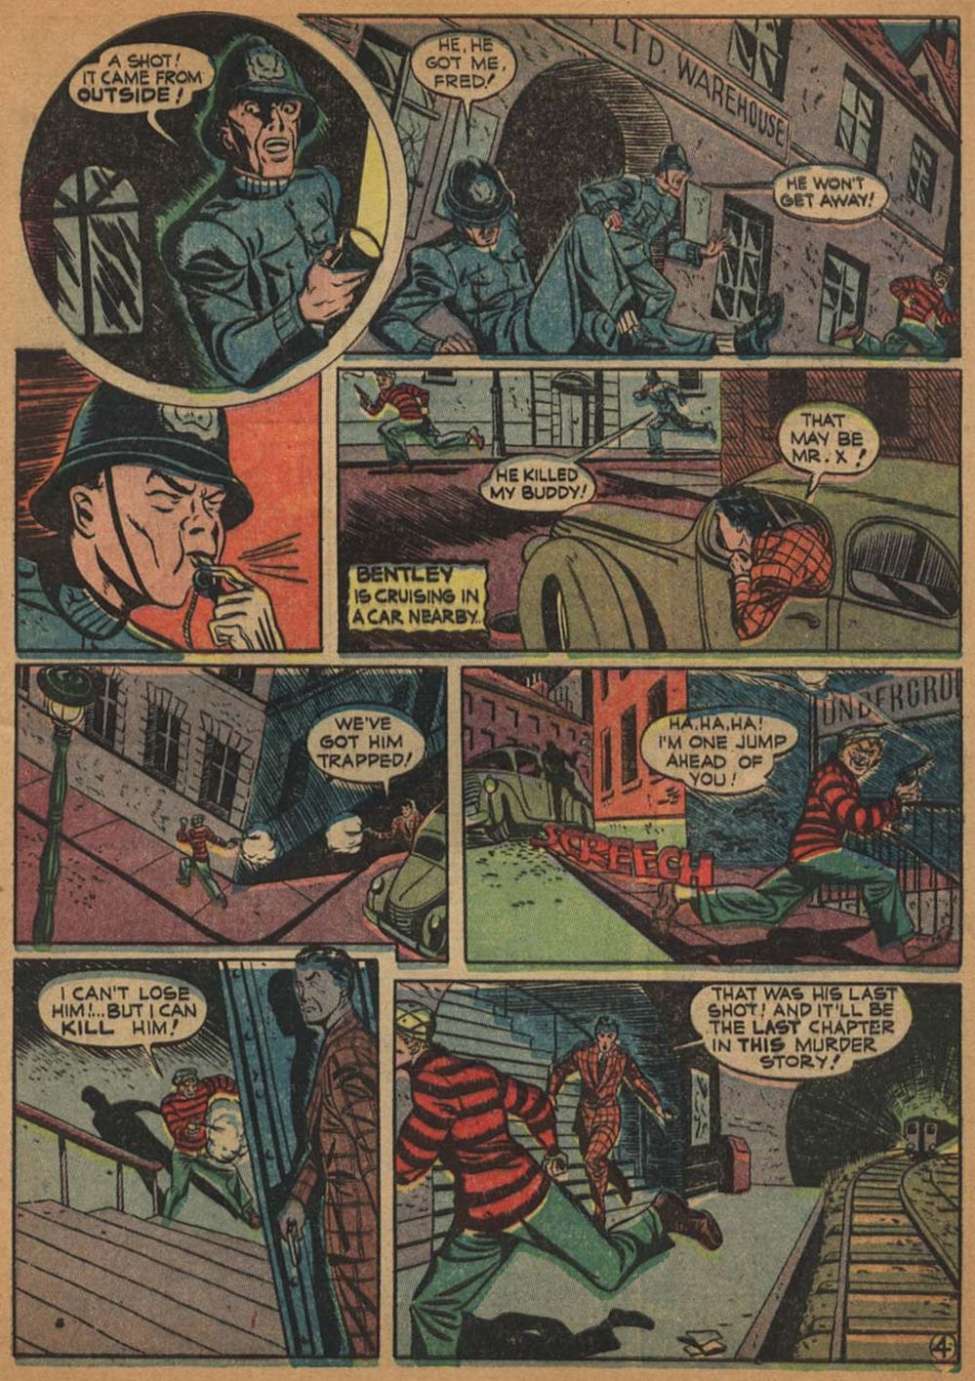 A SHOT!
IT CAME FROM
OUTSIDE!
HE, HE
GOT ME,
FRED!
LTD. WAREHOUSE
HE WON'T
GET AWAY!
HE KILLED
MY BUDDY!
THAT
MAY BE
MR. X!
BENTLEY
IS CRUISING IN
A CAR NEARBY..
WE'VE
GOT HIM
TRAPPED!
HA, HA, HA!
I'M ONE JUMP
AHEAD OF
YOU!
UNDERGROU
SCREECH
I CAN'T LOSE
HIM!...BUT I CAN
KILL HIM!
THAT WAS HIS LAST
SHOT! AND IT'LL BE
THE LAST CHAPTER
IN THIS MURDER
STORY!
4